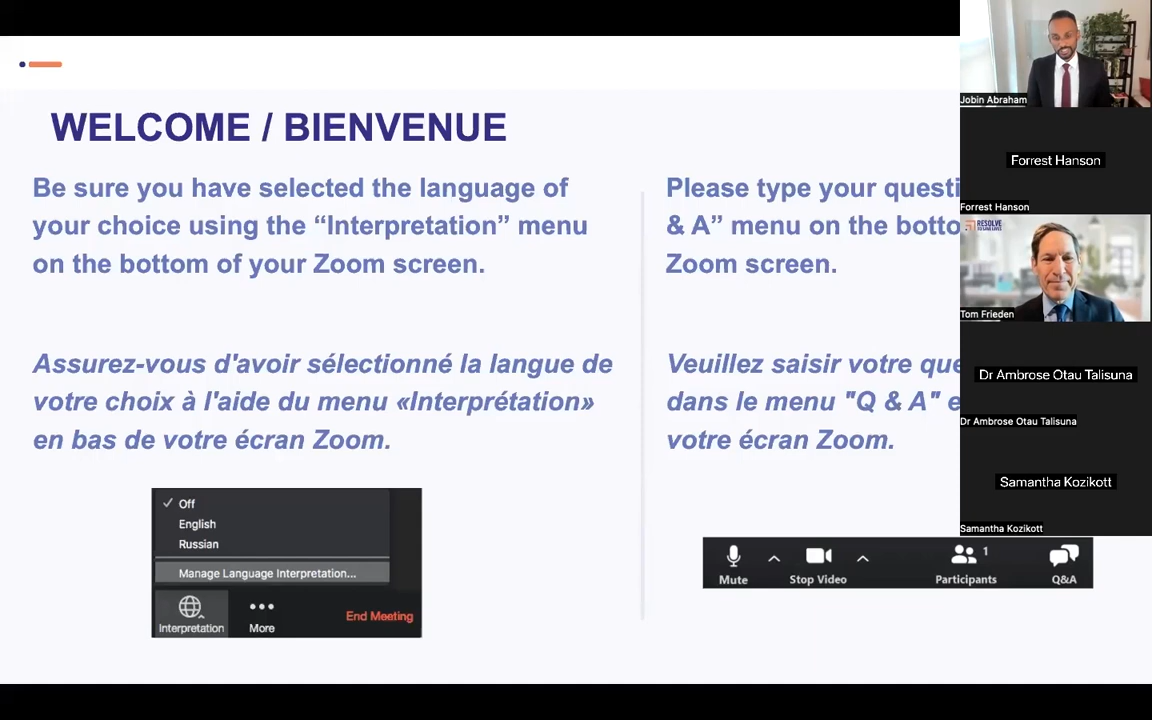 WELCOME / BIENVENUE
Be sure you have selected the language of
your choice using the “Interpretation” menu
on the bottom of your Zoom screen.
Assurez-vous d'avoir sélectionné la langue de
votre choix à l'aide du menu «Interprétation»
en bas de votre écran Zoom.
Off
English
Russian
Manage Language Interpretation...
Interpretation
More
End Meeting
Please type your questi
& A” menu on the botto
Zoom screen.
Veuillez saisir votre que
dans le menu "Q & A" e
votre écran Zoom.
Mute
Stop Video
1
Participants
Q&A
Jobin Abraham
Forrest Hanson
Forrest Hanson
RESOLVE
TO SAVE LIVES
Tom Frieden
Dr Ambrose Otau Talisuna
Dr Ambrose Otau Talisuna
Samantha Kozikott
Samantha Kozikott